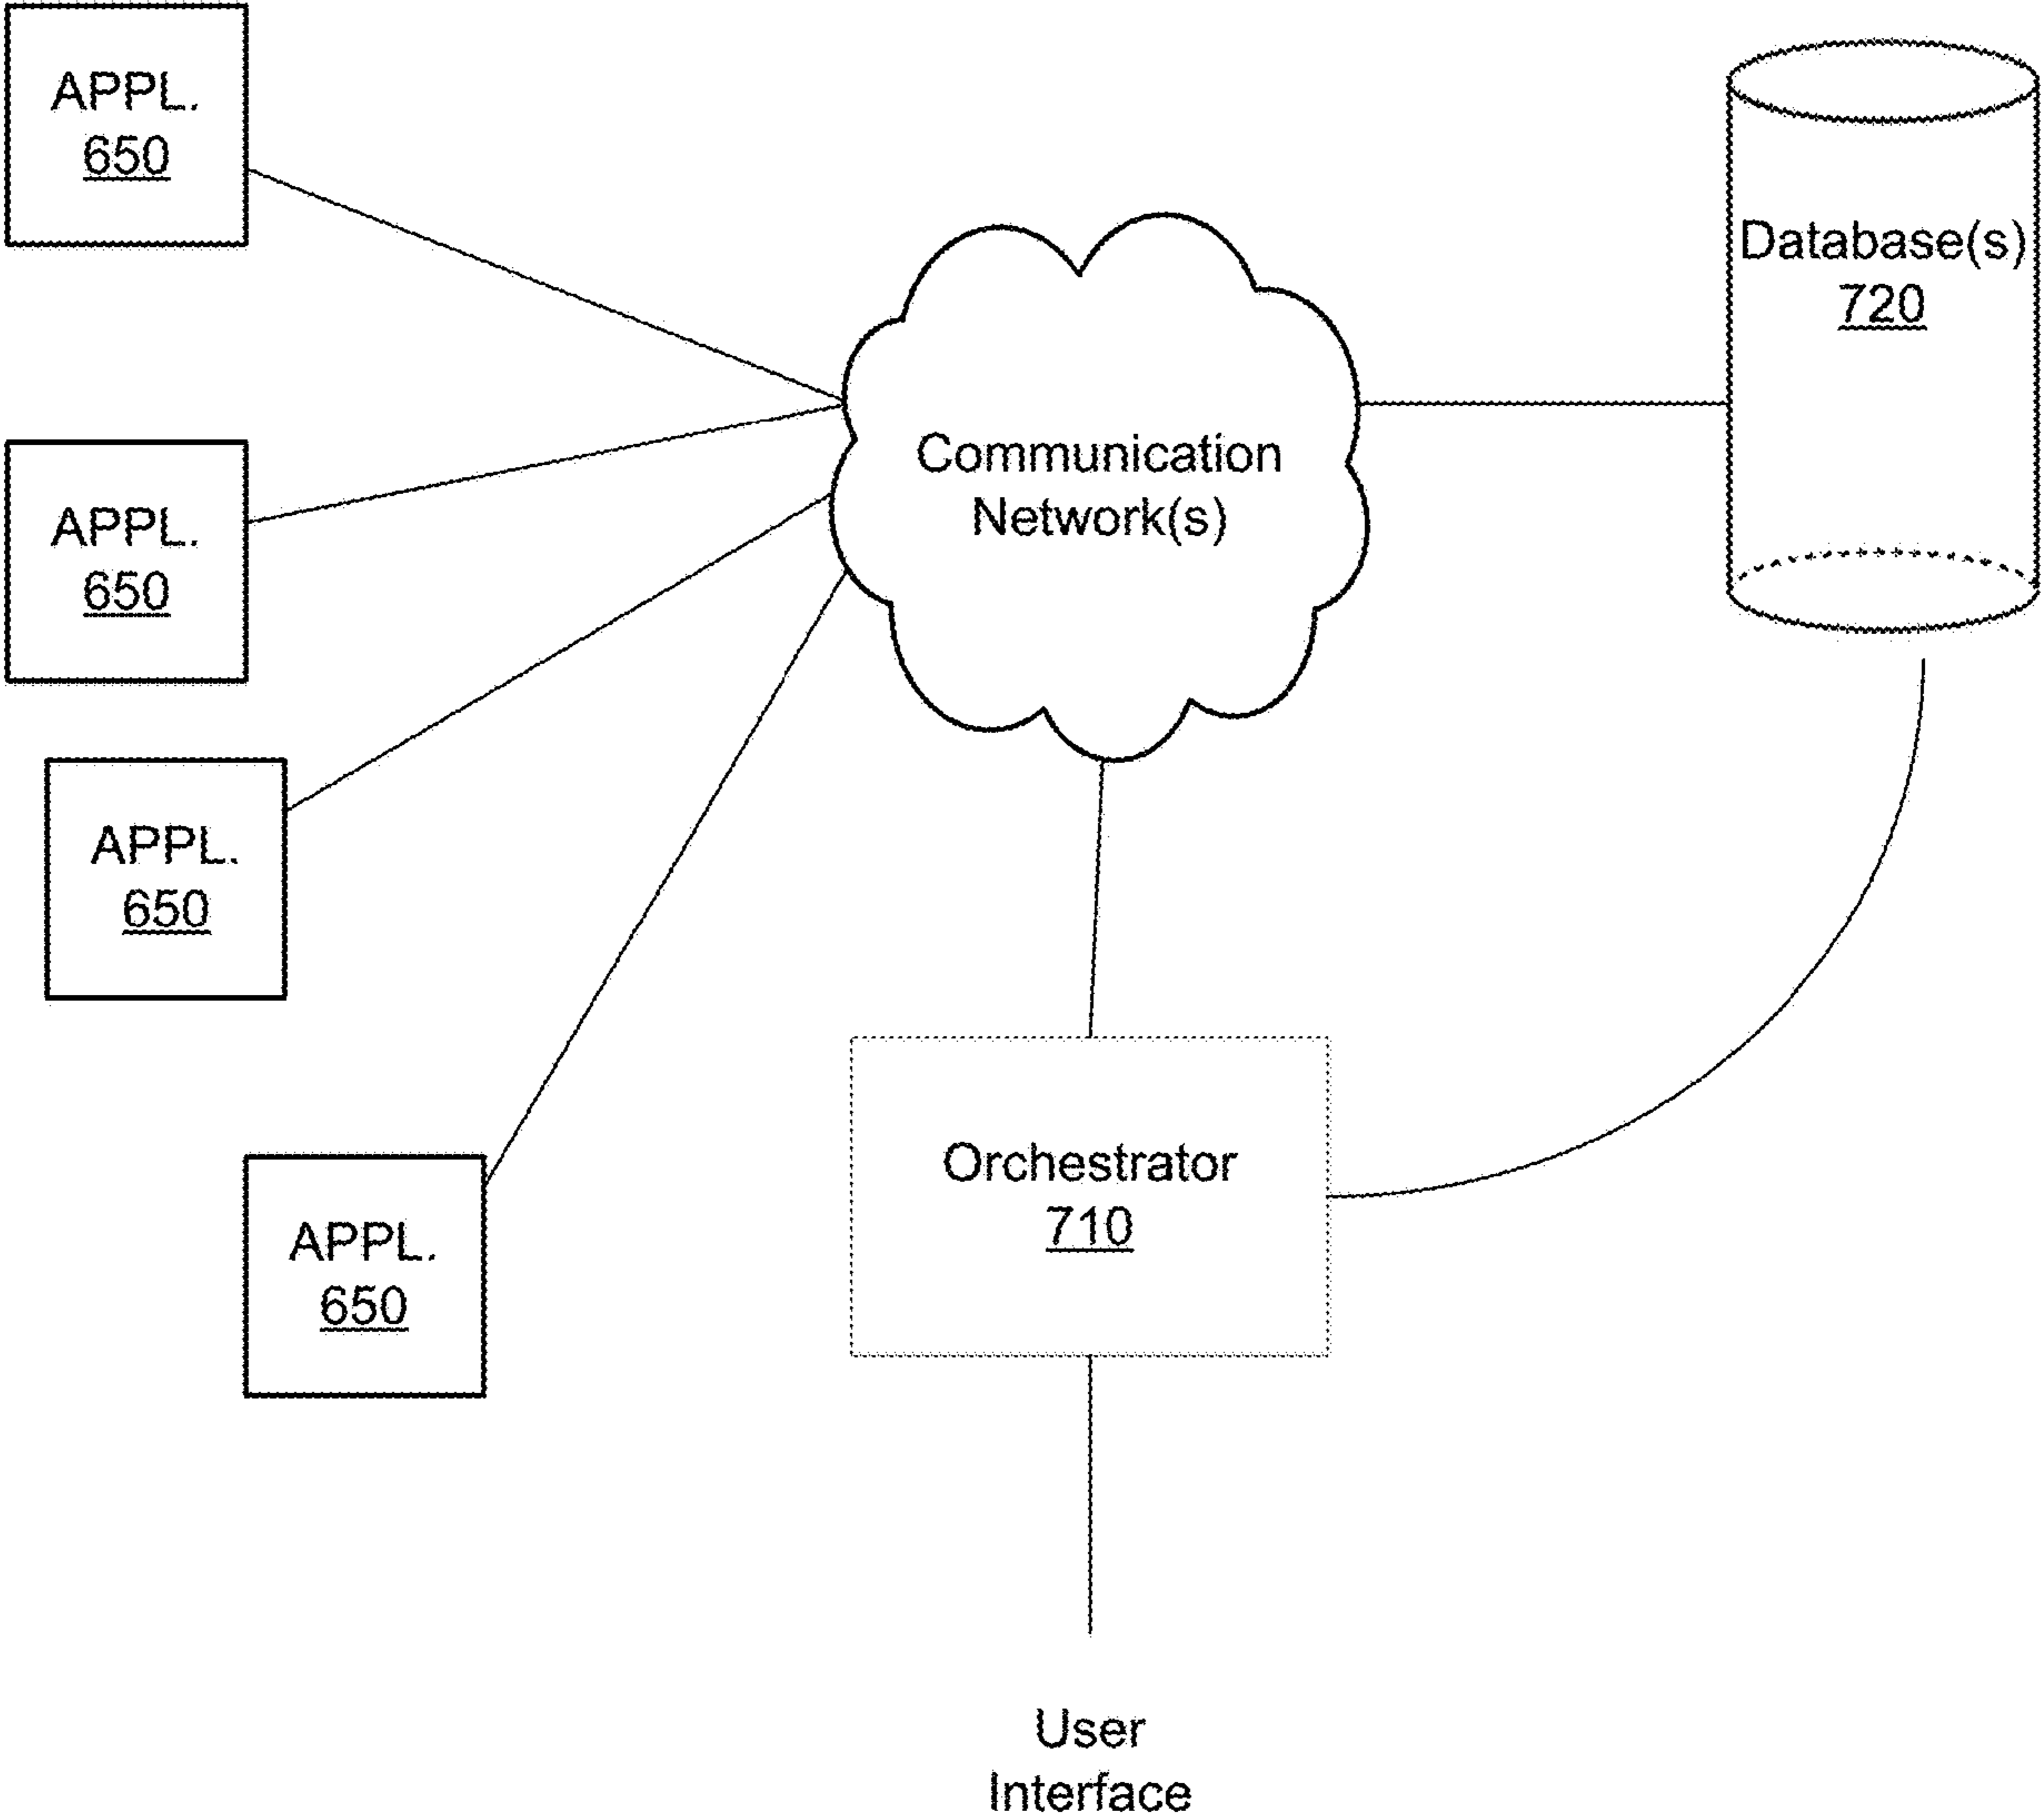 APPL.
650
Database(s)
720
Communication
Network(s)
APPL.
650
APPL.
650
Orchestrator
710
APPL.
650
User
Interface